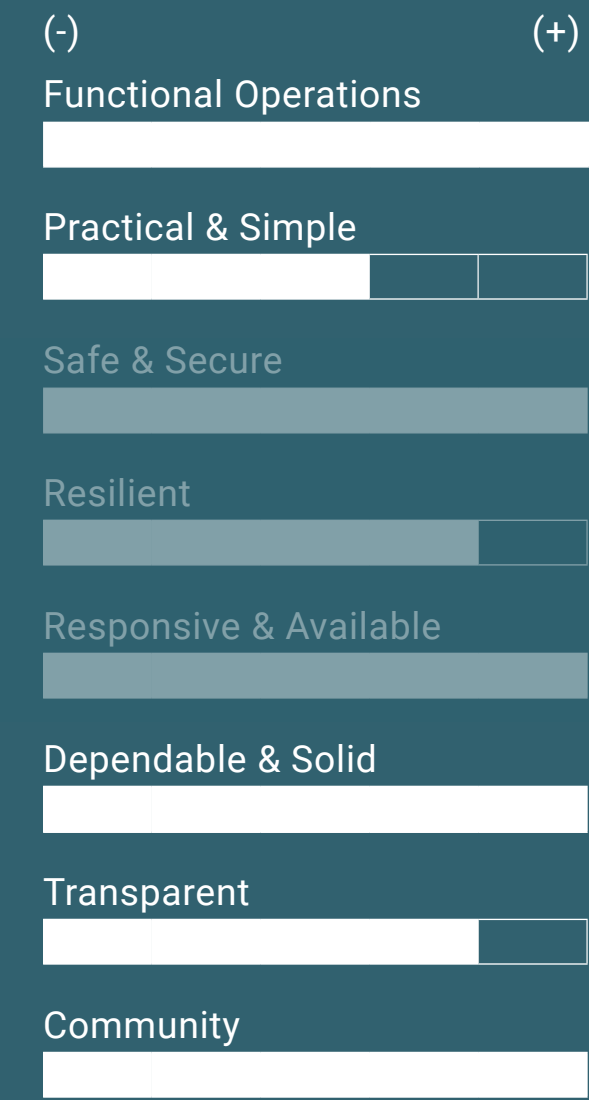 (-) (+)
Functional Operations
Practical & Simple
Safe & Secure
Resilient
Responsive & Available
Dependable & Solid
Transparent
Community